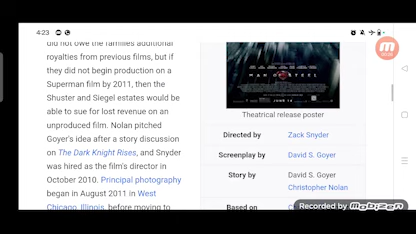 4:23
did not owe the families additional
royalties from previous films, but if
they did not begin production on a
Superman film by 2011, then the
Shuster and Siegel estates would be
able to sue for lost revenue on an
unproduced film. Nolan pitched
Goyer's idea after a story discussion
on The Dark Knight Rises, and Snyder
was hired as the film's director in
October 2010. Principal photography
began in August 2011 in West
Chicago, Illinois, before moving to
MAN OF STEEL
JUNE 14
Theatrical release poster
Directed by Zack Snyder
Screenplay by David S. Goyer
Story by David S. Goyer
Christopher Nolan
Based on
Recorded by Mobizen